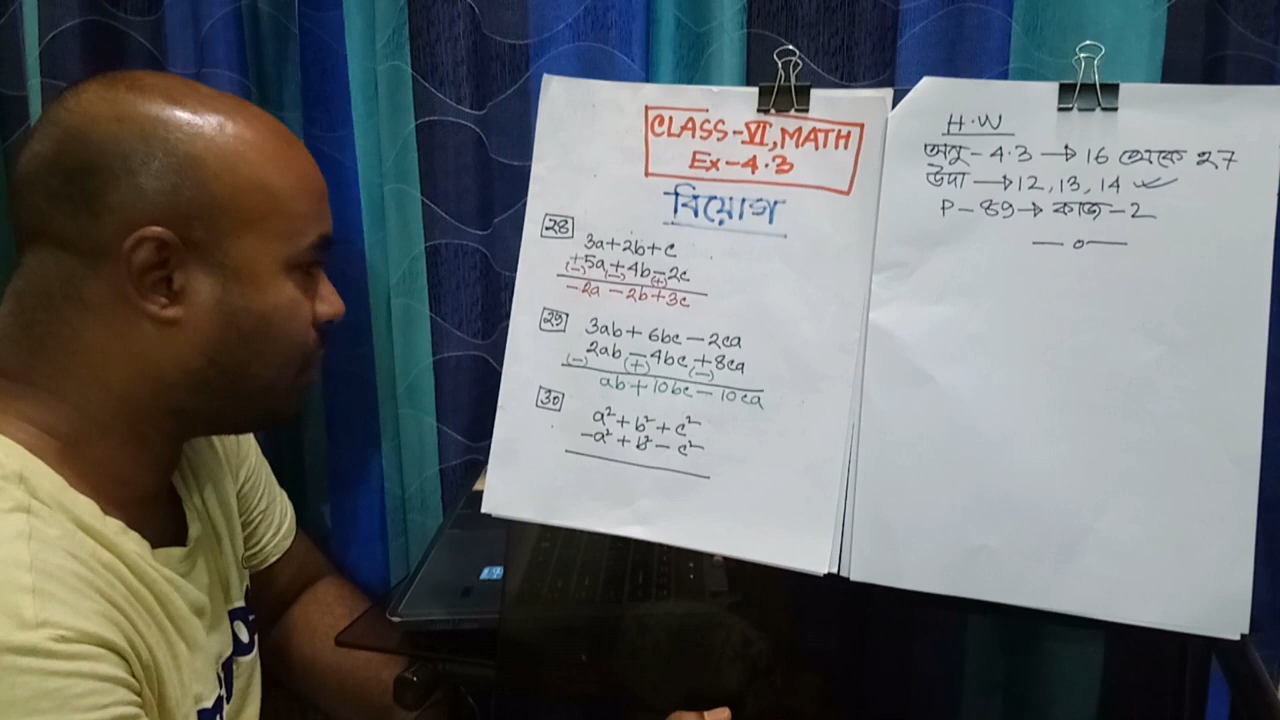 CLASS-VI, MATH
Ex-4.3
বিয়োগ
28
3a+2b+c
+5a+4b-2c
(-) (-) (+)
-2a-2b+3c
29
3ab+6bc-2ca
2ab-4bc+8ca
(-) (+) (-)
ab+10bc-10ca
30
a²+b²+c²
-a²+b²-c²
H.W
অনু-4.3→16 থেকে 27
উদা→12, 13, 14
P-89→কাজ-2